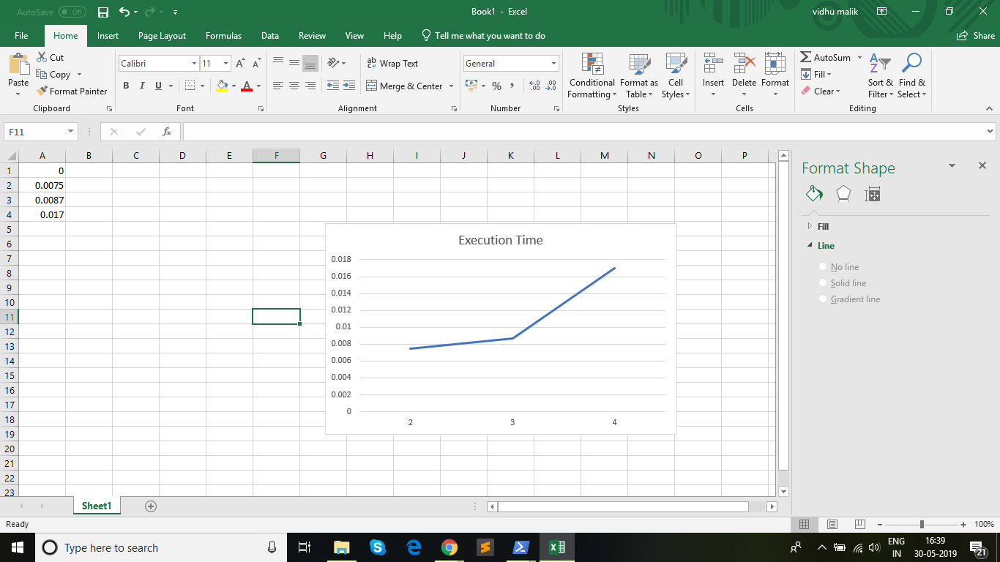 AutoSave Off
Book1 - Excel
vidhu malik
File Home Insert Page Layout Formulas Data Review View Help Tell me what you want to do Share
Paste
Cut
Copy
Format Painter
Clipboard
Calibri 11
B I U A
Font
Wrap Text
Merge & Center
Alignment
General
% , .00 .0
Number
Conditional Formatting
Format as Table
Cell Styles
Styles
Insert Delete Format
Cells
AutoSum
Fill
Clear
Sort & Filter
Find & Select
Editing
F11 fx
A B C D E F G H I J K L M N O P
1 0
2 0.0075
3 0.0087
4 0.017
5
6
7
8
9
10
11
12
13
14
15
16
17
18
19
20
21
22
23
Execution Time
0.018
0.016
0.014
0.012
0.01
0.008
0.006
0.004
0.002
0
2 3 4
Format Shape
Fill
Line
No line
Solid line
Gradient line
Sheet1
Ready
100%
Type here to search
ENG
IN
16:39
30-05-2019
21